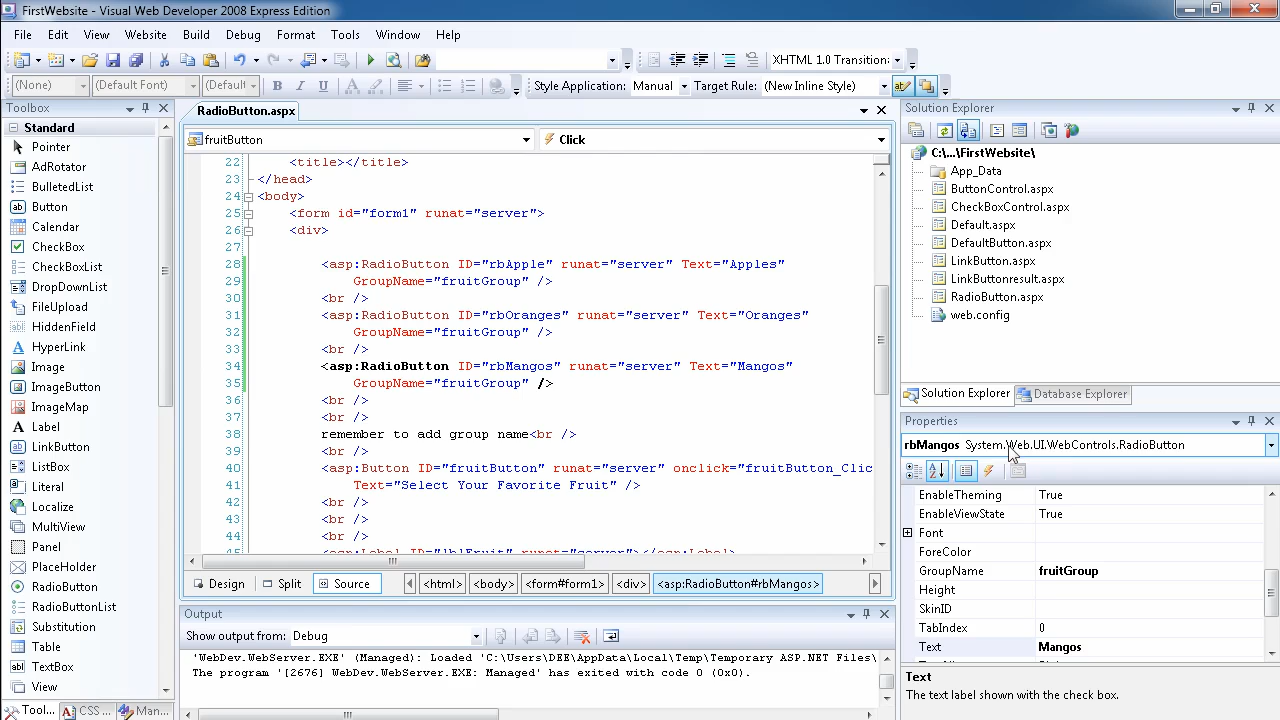 FirstWebsite - Visual Web Developer 2008 Express Edition
File Edit View Website Build Debug Format Tools Window Help
XHTML 1.0 Transition
(None) (Default Font) (Default B I U A Style Application: Manual Target Rule: (New Inline Style)
Toolbox
Standard
Pointer
AdRotator
BulletedList
Button
Calendar
CheckBox
CheckBoxList
DropDownList
FileUpload
HiddenField
HyperLink
Image
ImageButton
ImageMap
Label
LinkButton
ListBox
Literal
Localize
MultiView
Panel
PlaceHolder
RadioButton
RadioButtonList
Substitution
Table
TextBox
View
Tool... CSS ... Man...
RadioButton.aspx
fruitButton Click
22 <title></title>
23 </head>
24 <body>
25 <form id="form1" runat="server">
26 <div>
27
28 <asp:RadioButton ID="rbApple" runat="server" Text="Apples"
29 GroupName="fruitGroup" />
30 <br />
31 <asp:RadioButton ID="rbOranges" runat="server" Text="Oranges"
32 GroupName="fruitGroup" />
33 <br />
34 <asp:RadioButton ID="rbMangos" runat="server" Text="Mangos"
35 GroupName="fruitGroup" />
36 <br />
37 <br />
38 remember to add group name<br />
39 <br />
40 <asp:Button ID="fruitButton" runat="server" onclick="fruitButton_Clic
41 Text="Select Your Favorite Fruit" />
42 <br />
43 <br />
44 <br />
45 <asp:Label ID="lblFruit" runat="server"></asp:Label>
Design Split Source <html> <body> <form#form1> <div> <asp:RadioButton#rbMangos>
Output
Show output from: Debug
'WebDev.WebServer.EXE' (Managed): Loaded 'C:\Users\DEE\AppData\Local\Temp\Temporary ASP.NET Files\
The program '[2676] WebDev.WebServer.EXE: Managed' has exited with code 0 (0x0).
Solution Explorer
C:\...\FirstWebsite\
App_Data
ButtonControl.aspx
CheckBoxControl.aspx
Default.aspx
DefaultButton.aspx
LinkButton.aspx
LinkButtonresult.aspx
RadioButton.aspx
web.config
Solution Explorer Database Explorer
Properties
rbMangos System.Web.UI.WebControls.RadioButton
EnableTheming True
EnableViewState True
Font
ForeColor
GroupName fruitGroup
Height
SkinID
TabIndex 0
Text Mangos
Text
The text label shown with the check box.